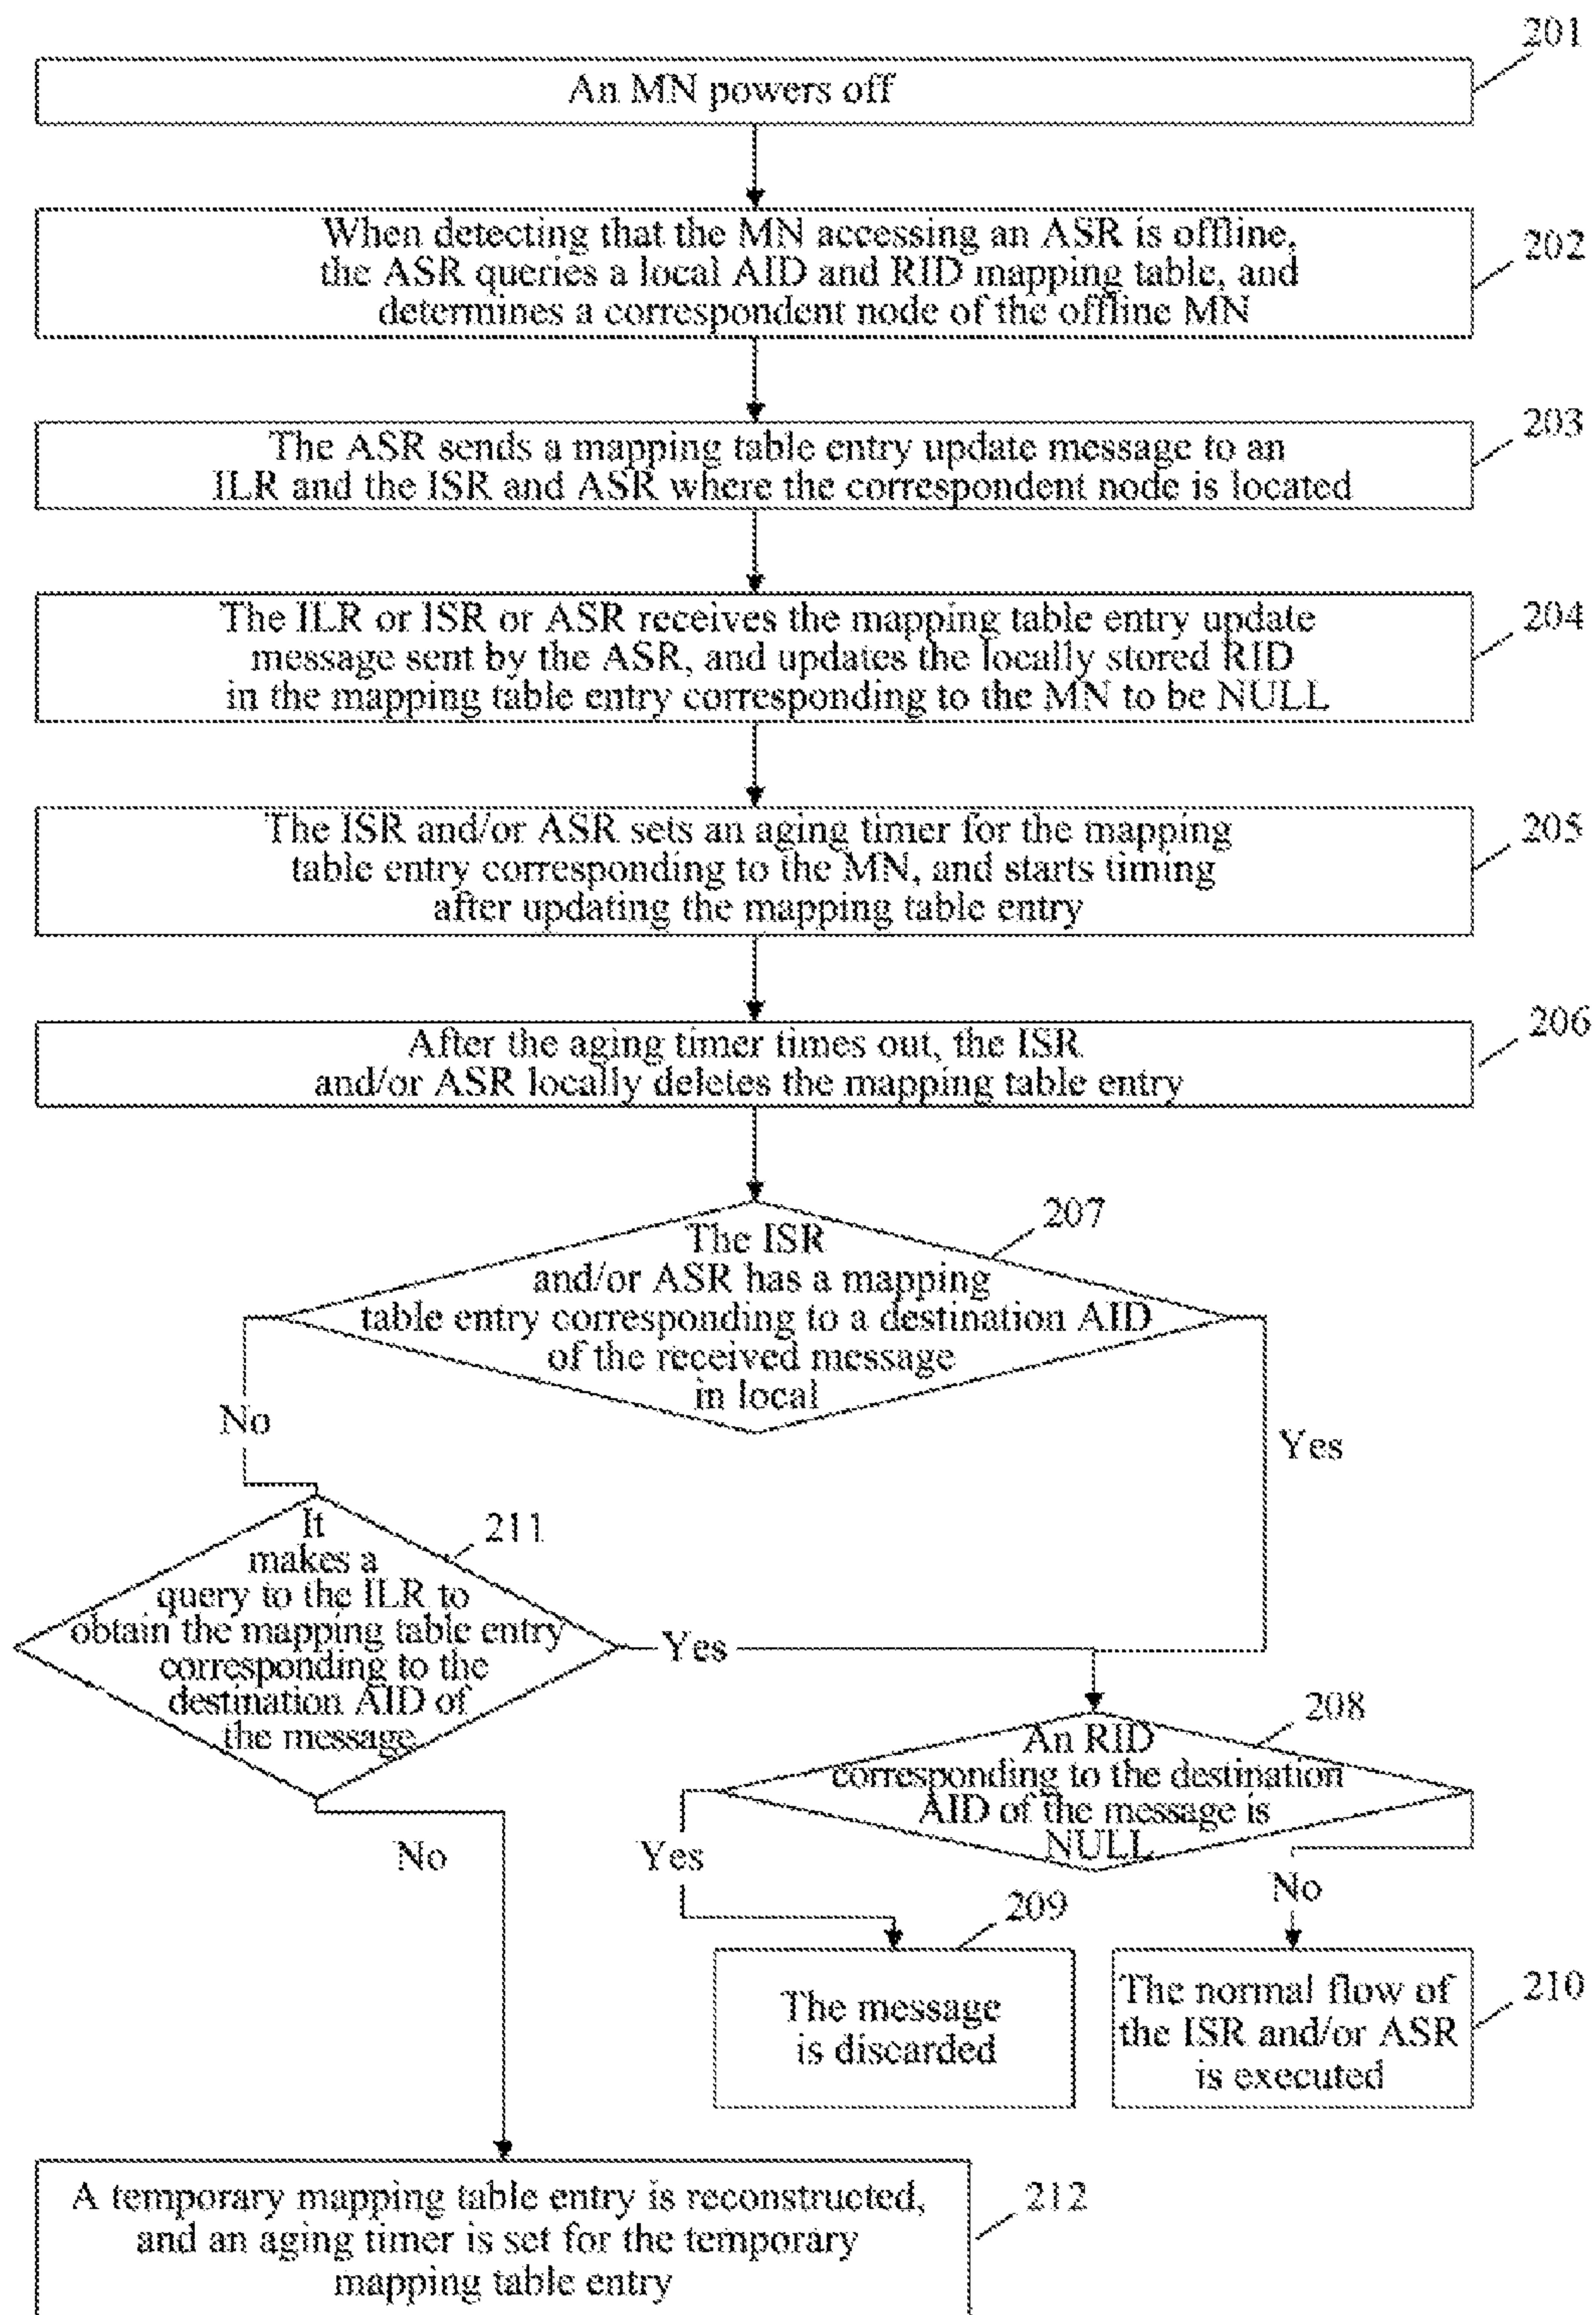 201
An MN powers off
When detecting that the MN accessing an ASR is offline,
the ASR queries a local AID and RID mapping table, and
determines a correspondent node of the offline MN
202
The ASR sends a mapping table entry update message to an
ILR and the ISR and ASR where the correspondent node is located
203
The ILR or ISR or ASR receives the mapping table entry update
message sent by the ASR, and updates the locally stored RID
in the mapping table entry corresponding to the MN to be NULL
204
The ISR and/or ASR sets an aging timer for the mapping
table entry corresponding to the MN, and starts timing
after updating the mapping table entry
205
After the aging timer times out, the ISR
and/or ASR locally deletes the mapping table entry
206
207
The ISR
and/or ASR has a mapping
table entry corresponding to a destination AID
of the received message
in local
No
Yes
211
It
makes a
query to the ILR to
obtain the mapping table entry
corresponding to the
destination AID of
the message
Yes
No
208
An RID
corresponding to the destination
AID of the message is
NULL
Yes
No
209
The message
is discarded
The normal flow of
the ISR and/or ASR
is executed
210
A temporary mapping table entry is reconstructed,
and an aging timer is set for the temporary
mapping table entry
212